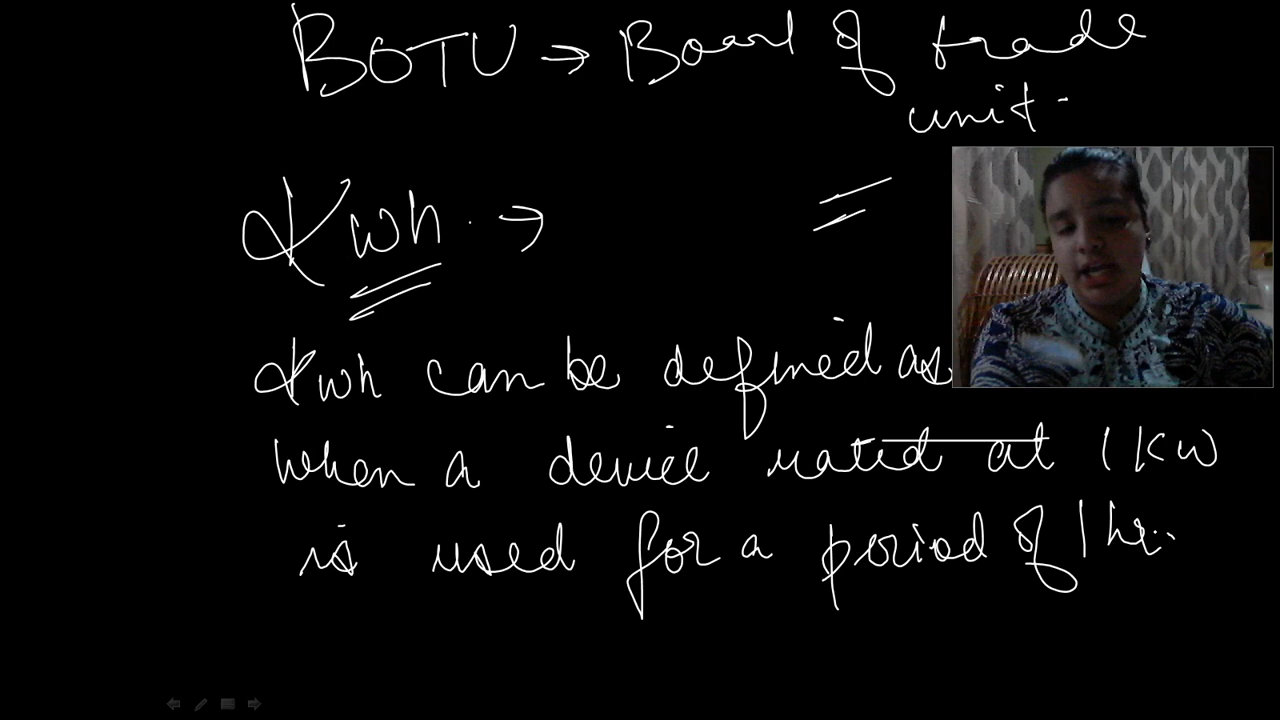 BOTU → Board of trade
unit.
Kwh. →
Kwh can be defined as
when a device rated at 1 KW
is used for a period of 1 hr..